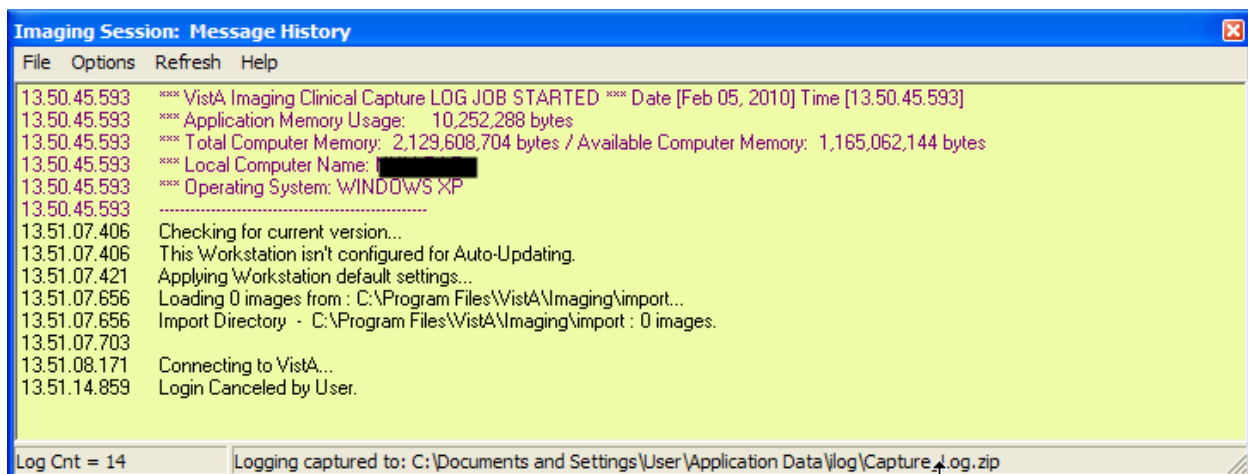 Imaging Session: Message History
File Options Refresh Help
13.50.45.593 *** VistA Imaging Clinical Capture LOG JOB STARTED *** Date [Feb 05, 2010] Time [13.50.45.593]
13.50.45.593 *** Application Memory Usage: 10,252,288 bytes
13.50.45.593 *** Total Computer Memory: 2,129,608,704 bytes / Available Computer Memory: 1,165,062,144 bytes
13.50.45.593 *** Local Computer Name:
13.50.45.593 *** Operating System: WINDOWS XP
13.50.45.593 ---------------------------------------------------
13.51.07.406 Checking for current version...
13.51.07.406 This Workstation isn't configured for Auto-Updating.
13.51.07.421 Applying Workstation default settings...
13.51.07.656 Loading 0 images from : C:\Program Files\VistA\Imaging\import...
13.51.07.656 Import Directory - C:\Program Files\VistA\Imaging\import : 0 images.
13.51.07.703
13.51.08.171 Connecting to VistA...
13.51.14.859 Login Canceled by User.
Log Cnt = 14 Logging captured to: C:\Documents and Settings\User\Application Data\ilog\Capture_Log.zip